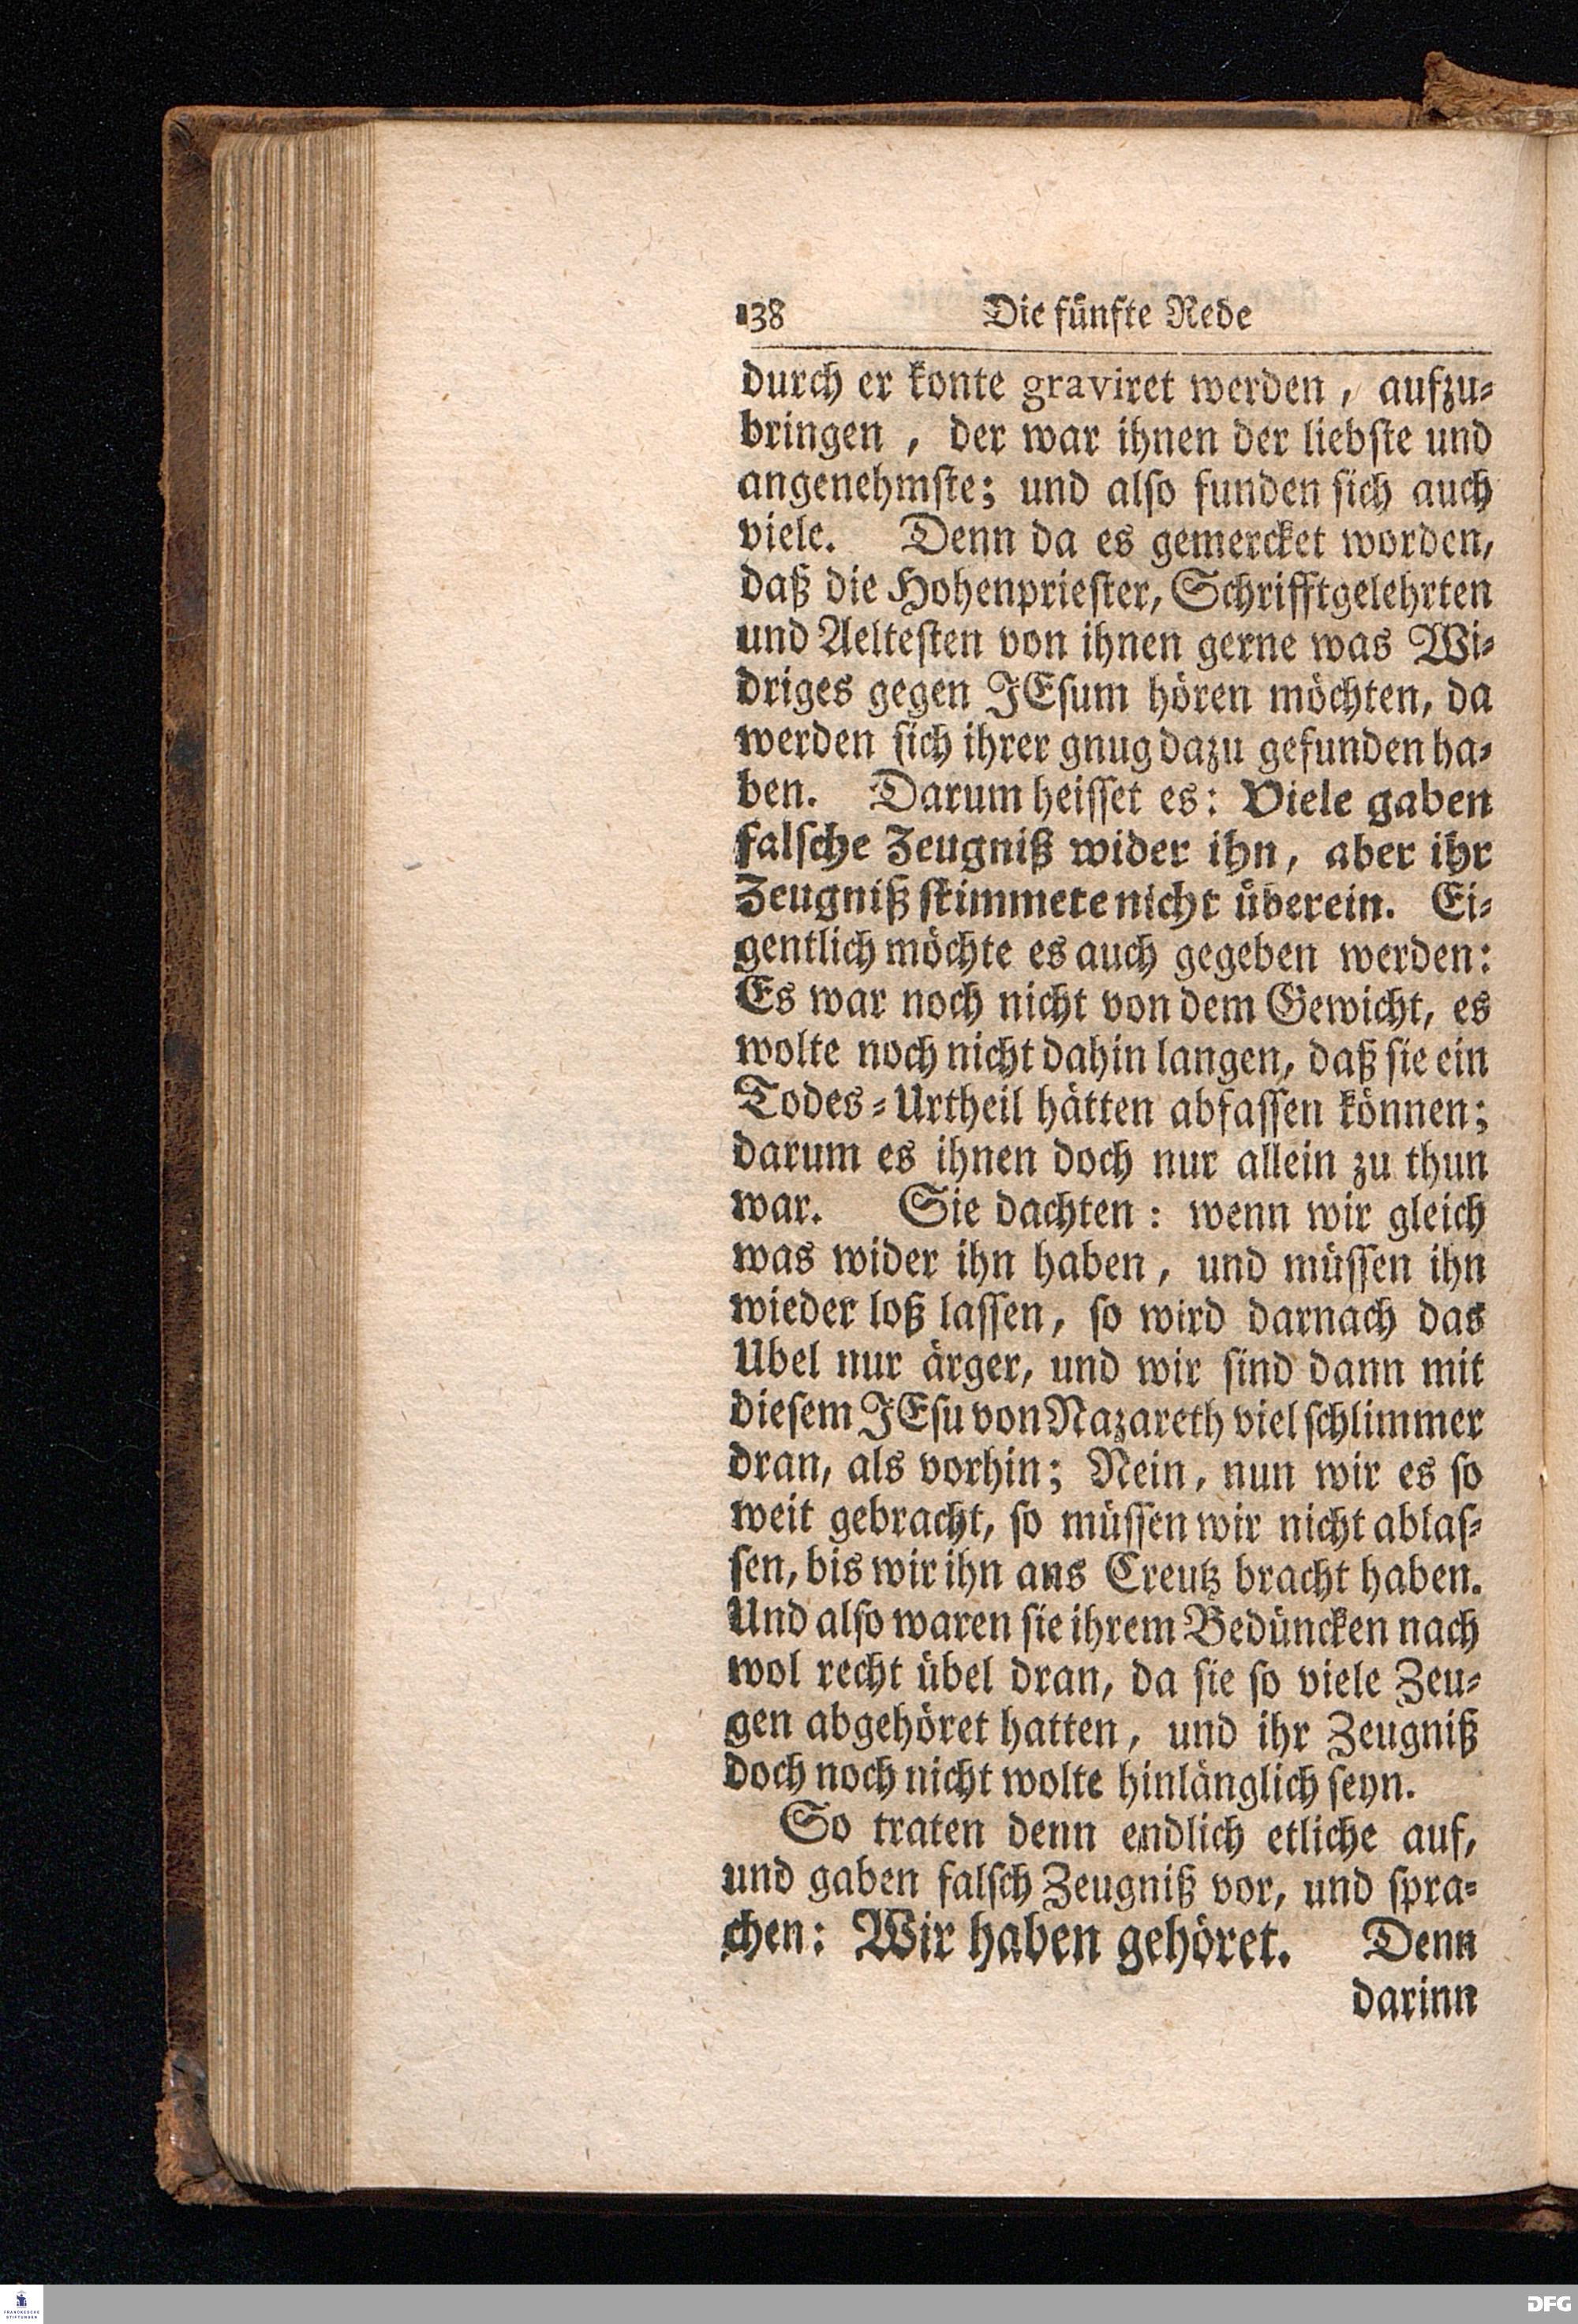 138 Die fünfte Rede
durch er konte graviret werden, aufzu-
bringen, der war ihnen der liebste und
angenehmste; und also funden sich auch
viele. Denn da es gemercket worden,
daß die Hohenpriester, Schrifftgelehrten
und Aeltesten von ihnen gerne was Wi-
driges gegen JEsum hören möchten, da
werden sich ihrer gnug dazu gefunden ha-
ben. Darum heisset es: Viele gaben
falsche Zeugniß wider ihn, aber ihr
Zeugniß stimmete nicht überein. Ei-
gentlich möchte es auch gegeben werden:
Es war noch nicht von dem Gewicht, es
wolte noch nicht dahin langen, daß sie ein
Todes-Urtheil hätten abfassen können;
darum es ihnen doch nur allein zu thun
war. Sie dachten: wenn wir gleich
was wider ihn haben, und müssen ihn
wieder loß lassen, so wird darnach das
Ubel nur ärger, und wir sind dann mit
diesem JEsu von Nazareth viel schlimmer
dran, als vorhin; Nein, nun wir es so
weit gebracht, so müssen wir nicht ablas-
sen, bis wir ihn ans Creutz bracht haben.
Und also waren sie ihrem Bedüncken nach
wol recht übel dran, da sie so viele Zeu-
gen abgehöret hatten, und ihr Zeugniß
doch noch nicht wolte hinlänglich seyn.
So traten denn endlich etliche auf,
und gaben falsch Zeugniß vor, und spra-
chen: Wir haben gehöret. Denn
darinn
FRANCKESCHE
STIFTUNGEN
DFG